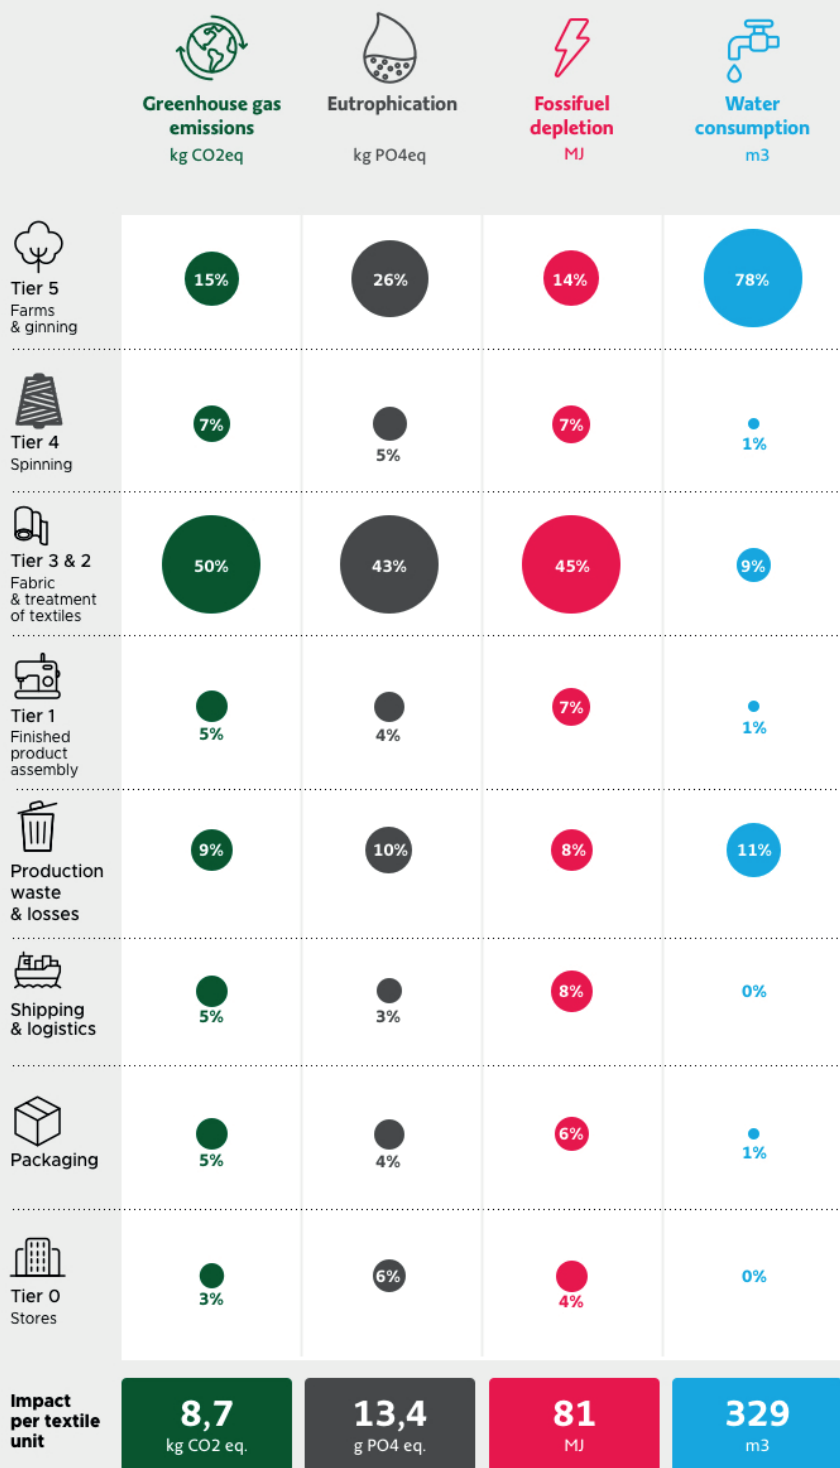 Greenhouse gas
emissions
kg CO2eq
Eutrophication
kg PO4eq
Fossifuel
depletion
MJ
Water
consumption
m3
Tier 5
Farms
& ginning
15%
26%
14%
78%
Tier 4
Spinning
7%
5%
7%
1%
Tier 3 & 2
Fabric
& treatment
of textiles
50%
43%
45%
9%
Tier 1
Finished
product
assembly
5%
4%
7%
1%
Production
waste
& losses
9%
10%
8%
11%
Shipping
& logistics
5%
3%
8%
0%
Packaging
5%
4%
6%
1%
Tier 0
Stores
3%
6%
4%
0%
Impact
per textile
unit
8,7
kg CO2 eq.
13,4
g PO4 eq.
81
MJ
329
m3